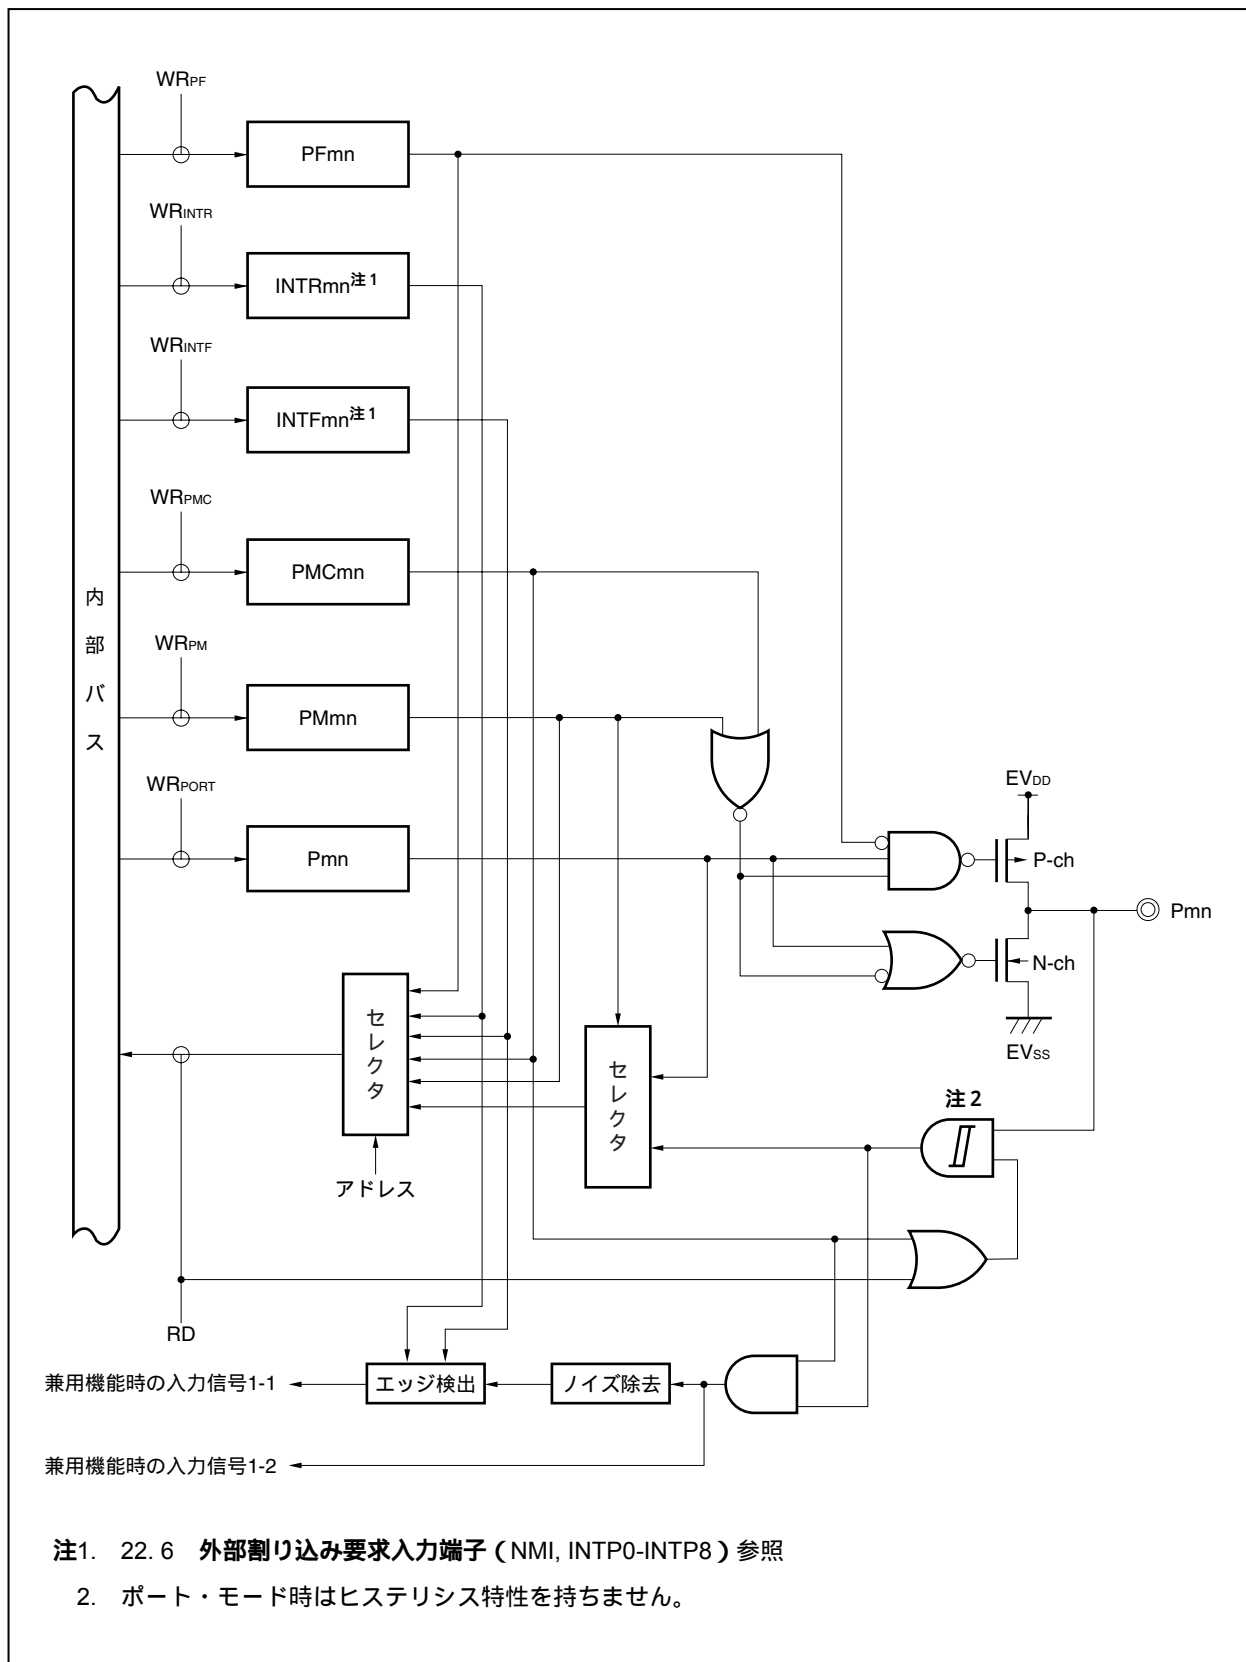 WRPF
PFmn
WRINTR
INTRmn注1
WRINTF
INTFmn注1
WRPMC
PMCmn
内部バス
WRPM
PMmn
WRPORT
Pmn
EVDD
P-ch
Pmn
N-ch
EVSS
セレクタ
セレクタ
注2
アドレス
RD
兼用機能時の入力信号1-1
エッジ検出
ノイズ除去
兼用機能時の入力信号1-2
注1. 22. 6 外部割り込み要求入力端子（NMI, INTP0-INTP8）参照
2. ポート・モード時はヒステリシス特性を持ちません。